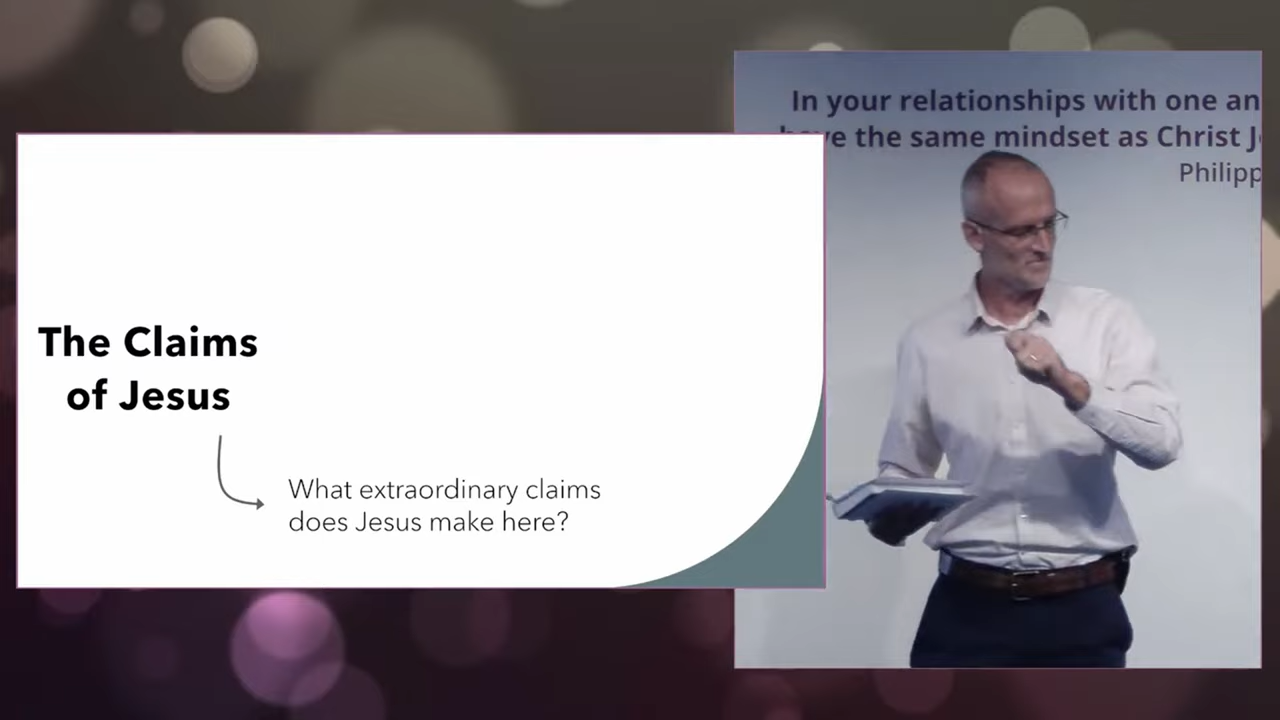 In your relationships with one an
have the same mindset as Christ J
Philipp
The Claims
of Jesus
What extraordinary claims
does Jesus make here?